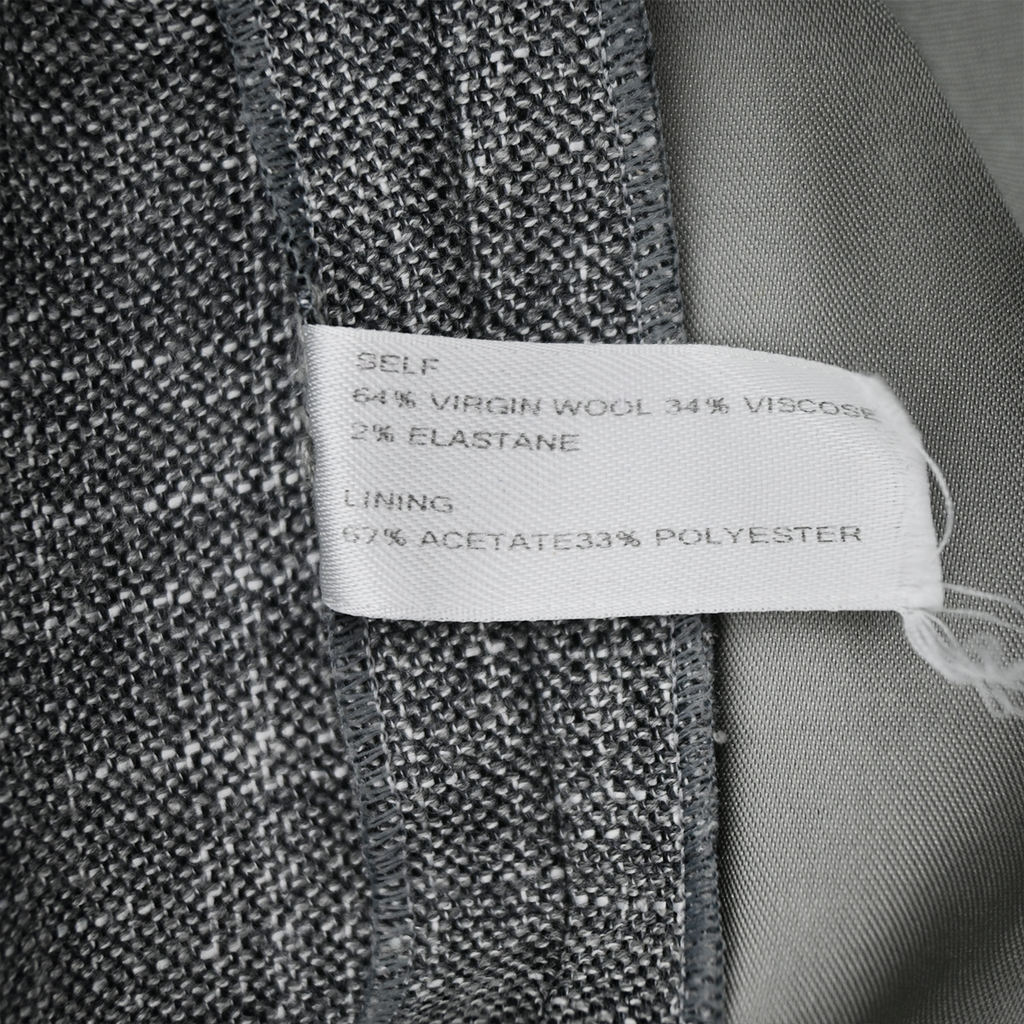 SELF
64% VIRGIN WOOL 34% VISCOSE
2% ELASTANE
LINING
67% ACETATE33% POLYESTER